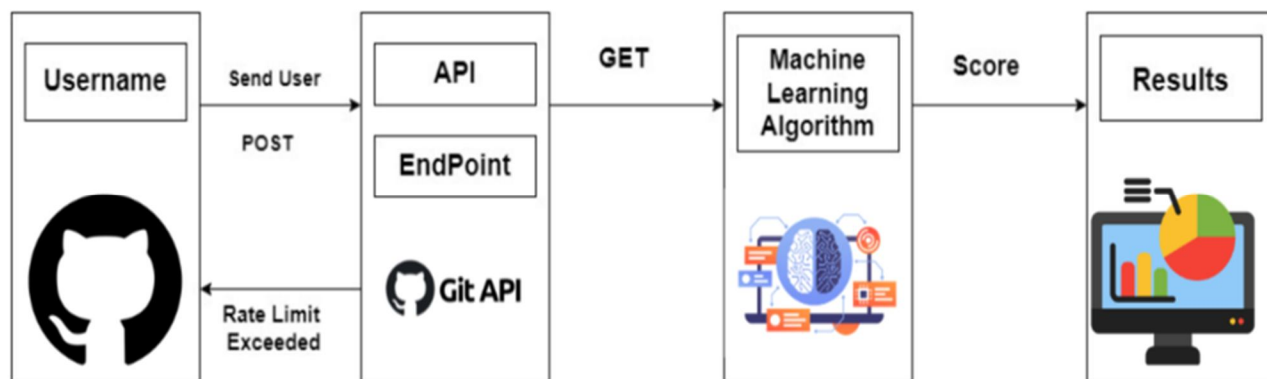 Username
Send User
POST
Rate Limit
Exceeded
API
EndPoint
Git API
GET
Machine
Learning
Algorithm
Score
Results